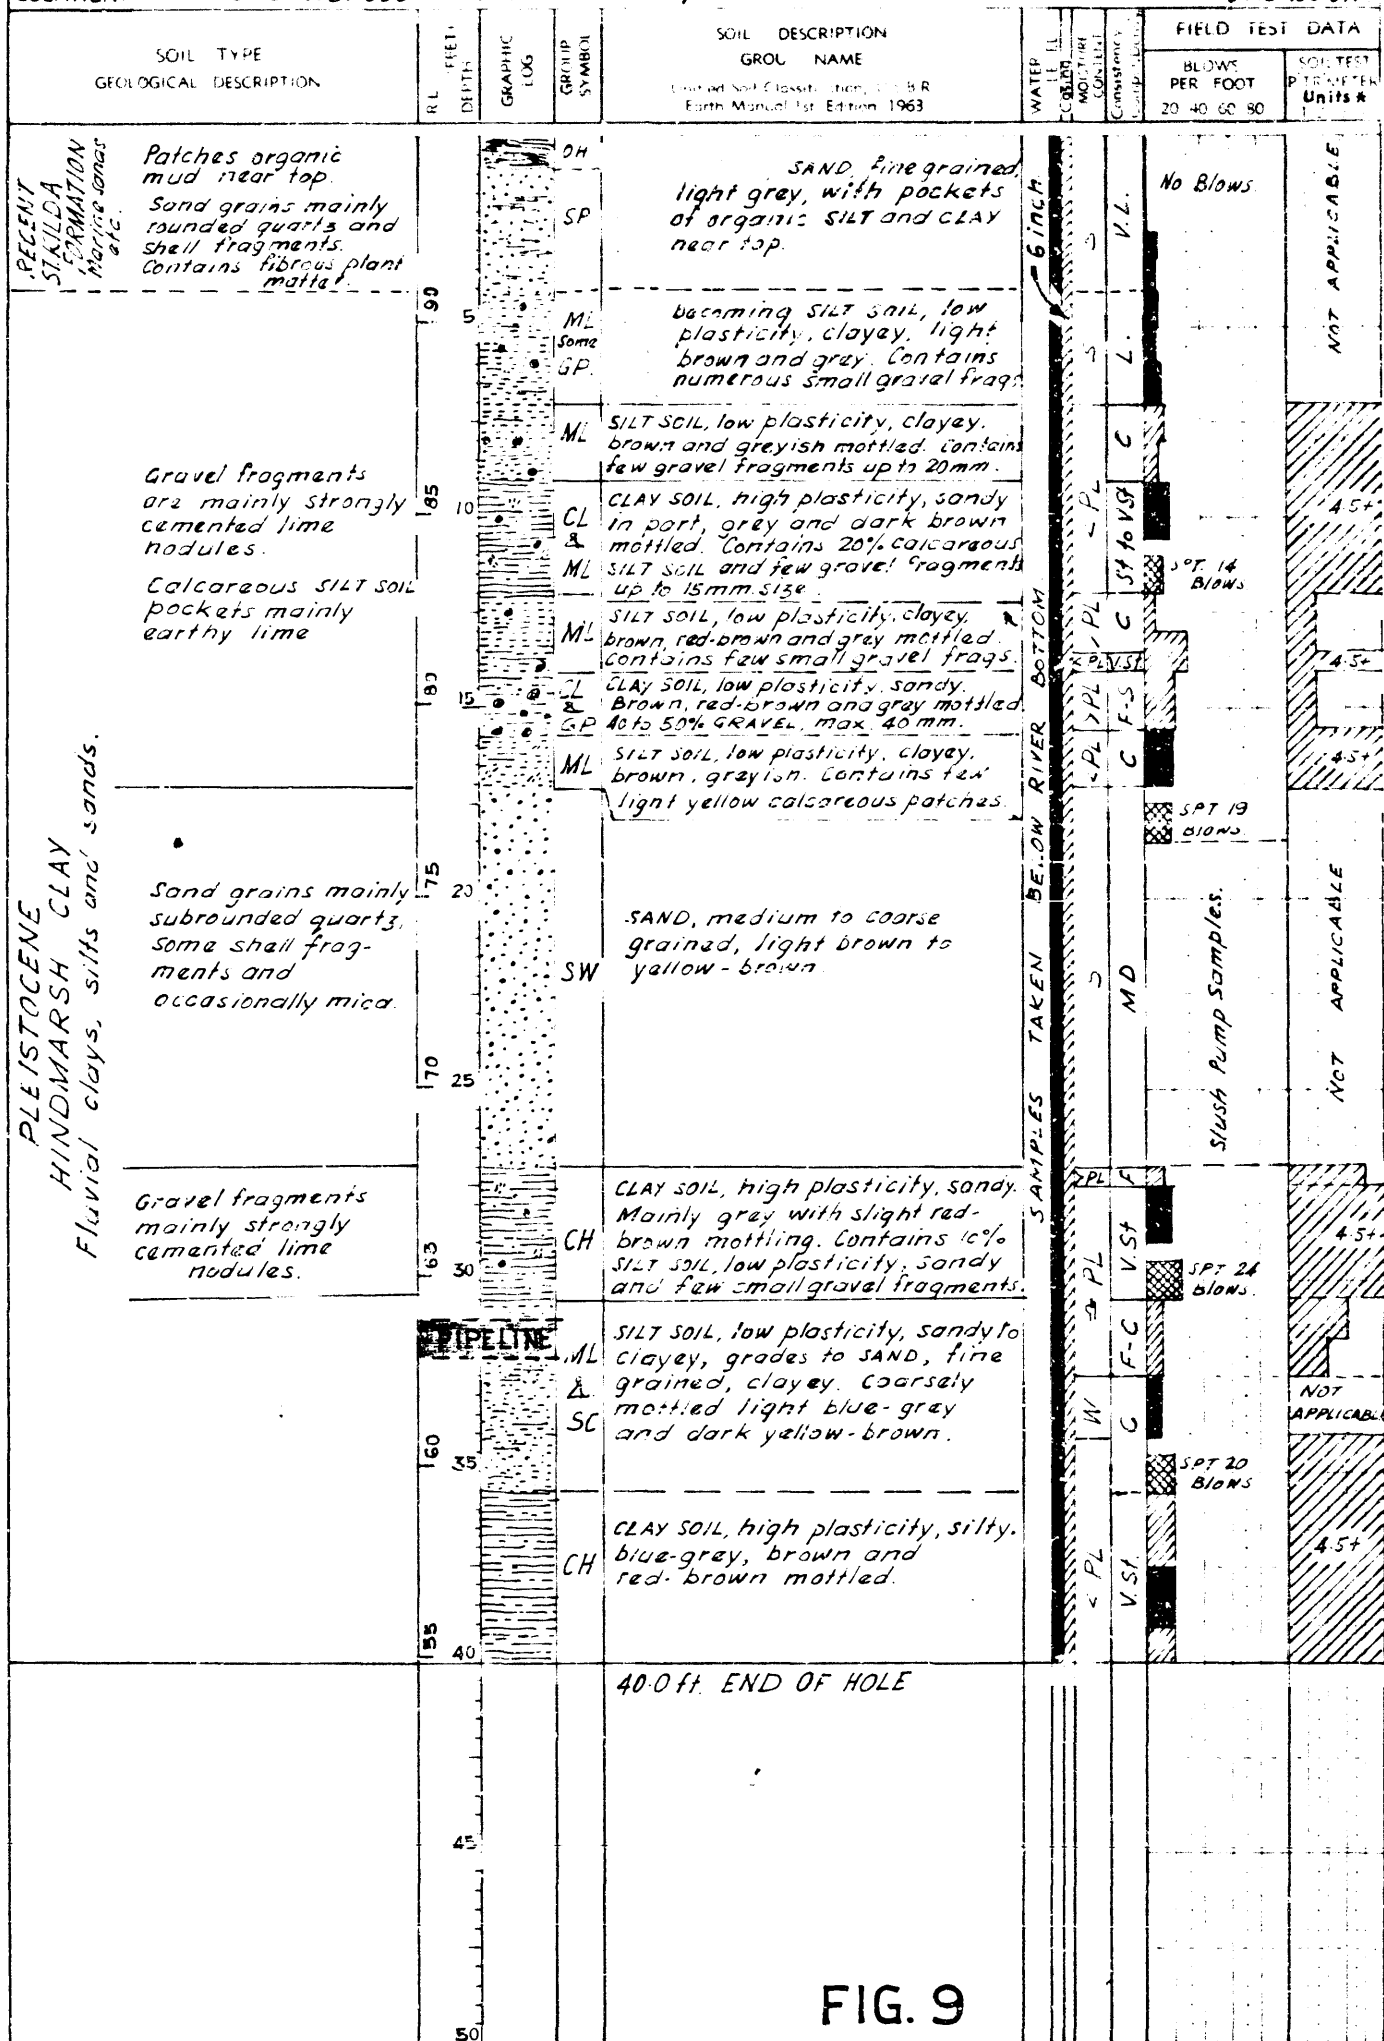 SOIL TYPE
GEOLOGICAL DESCRIPTION
R L
FEET
DEPTH
GRAPHIC
LOG
GROUP
SYMBOL
SOIL DESCRIPTION
GROU NAME
Earth Manual 1st Edition 1963
WATER
Casing
MOISTURE
CONTENT
Consistency
FIELD TEST DATA
BLOWS
PER FOOT
20 40 60 80
SOIL TEST
Units *
RECENT
ST. KILDA
FORMATION
Marine sands
etc.
Patches organic
mud near top.
Sand grains mainly
rounded quartz and
shell fragments.
Contains fibrous plant
matter.
OH
SP
SAND, fine grained,
light grey, with pockets
of organic SILT and CLAY
near top.
6 inch
V.L.
No Blows.
NOT APPLICABLE
90
5
ML
Some
GP.
becoming SILT SOIL, low
plasticity, clayey, light
brown and grey. Contains
numerous small gravel frags.
L.
ML
SILT SOIL, low plasticity, clayey.
brown and greyish mottled. Contains
few gravel fragments up to 20mm.
C
Gravel fragments
are mainly strongly
cemented lime
nodules.
Calcareous SILT SOIL
pockets mainly
earthy lime
85
10
CL
&
ML
CLAY SOIL, high plasticity, sandy
in part, grey and dark brown
mottled. Contains 20% calcareous
SILT SOIL and few gravel fragments
up to 15mm size.
< PL
St to V.St
4.5+
SPT. 14
Blows
ML
SILT SOIL, low plasticity, clayey,
brown, red-brown and grey mottled.
Contains few small gravel frags.
> PL
C
< PL
V.St
4.5+
80
15
CL
&
GP
CLAY SOIL, low plasticity, sandy.
Brown, red-brown and grey mottled.
40 to 50% GRAVEL, max. 40 mm.
> PL
F-S
ML
SILT SOIL, low plasticity, clayey.
brown, greyish. Contains few
light yellow calcareous patches.
< PL
C
4.5+
SPT 19
Blows
PLEISTOCENE
HINDMARSH CLAY
Fluvial clays, silts and sands.
Sand grains mainly
subrounded quartz,
some shell frag-
ments and
occasionally mica.
75
20
SW
SAND, medium to coarse
grained, light brown to
yellow-brown.
SAMPLES TAKEN BELOW RIVER BOTTOM
MD
Slush Pump Samples.
NOT APPLICABLE
70
25
Gravel fragments
mainly strongly
cemented lime
nodules.
30
CH
CLAY SOIL, high plasticity, sandy.
Mainly grey with slight red-
brown mottling. Contains 10%
SILT SOIL, low plasticity, sandy
and few small gravel fragments.
>PL
F
PL
V.St
4.5+
SPT 24
Blows.
PIPELINE
ML
&
SC
SILT SOIL, low plasticity, sandy to
clayey, grades to SAND, fine
grained, clayey. Coarsely
mottled light blue-grey
and dark yellow-brown.
F-C
W
C
NOT
APPLICABLE
60
35
SPT 20
Blows
CH
CLAY SOIL, high plasticity, silty.
blue-grey, brown and
red-brown mottled.
< PL
V.St.
4.5+
55
40
40.0 ft. END OF HOLE
45
50
FIG. 9